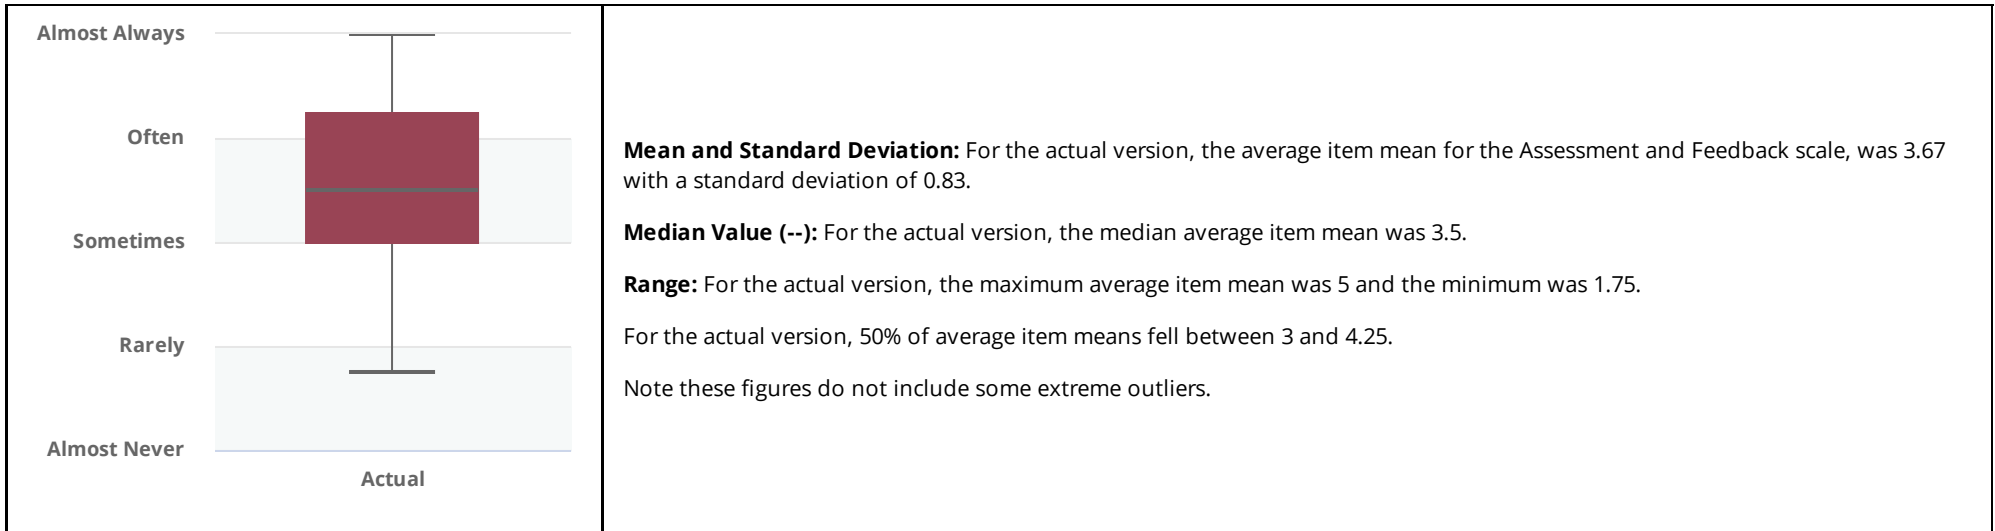 Almost Always
Often
Sometimes
Rarely
Almost Never
Actual
Mean and Standard Deviation: For the actual version, the average item mean for the Assessment and Feedback scale, was 3.67
with a standard deviation of 0.83.
Median Value (--): For the actual version, the median average item mean was 3.5.
Range: For the actual version, the maximum average item mean was 5 and the minimum was 1.75.
For the actual version, 50% of average item means fell between 3 and 4.25.
Note these figures do not include some extreme outliers.